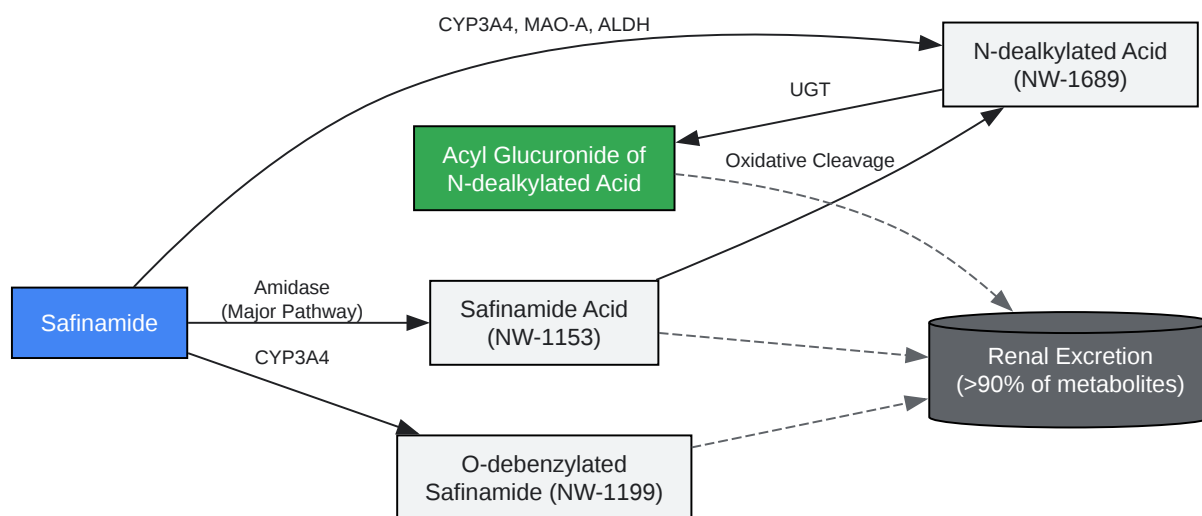 CYP3A4, MAO-A, ALDH
N-dealkylated Acid
(NW-1689)
UGT
Acyl Glucuronide of
N-dealkylated Acid
Oxidative Cleavage
Safinamide
Amidase
(Major Pathway)
Safinamide Acid
(NW-1153)
CYP3A4
Renal Excretion
(>90% of metabolites)
O-debenzylated
Safinamide (NW-1199)